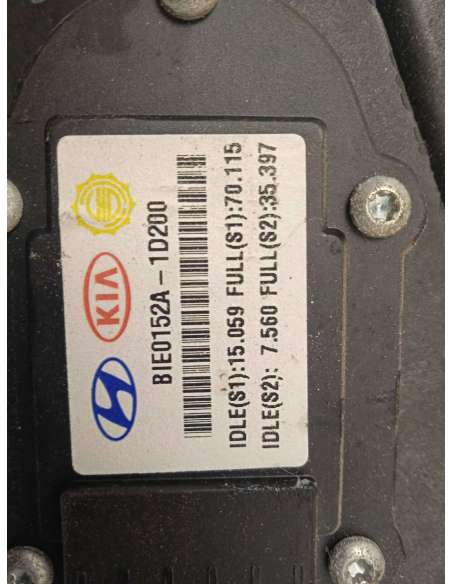 KIA
BIE0152A-1D200
IDLE(S1):15.059 FULL(S1):70.115
IDLE(S2): 7.560 FULL(S2):35.397